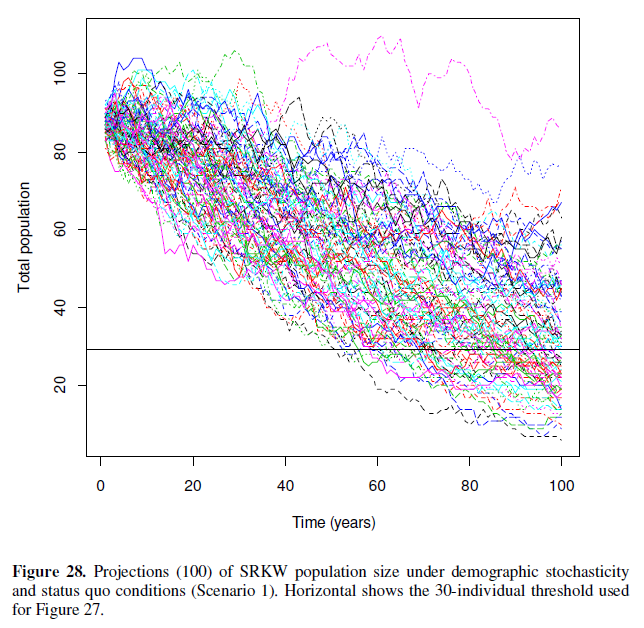 100
80
60
40
20
Total population
0 20 40 60 80 100
Time (years)
Figure 28. Projections (100) of SRKW population size under demographic stochasticity
and status quo conditions (Scenario 1). Horizontal shows the 30-individual threshold used
for Figure 27.